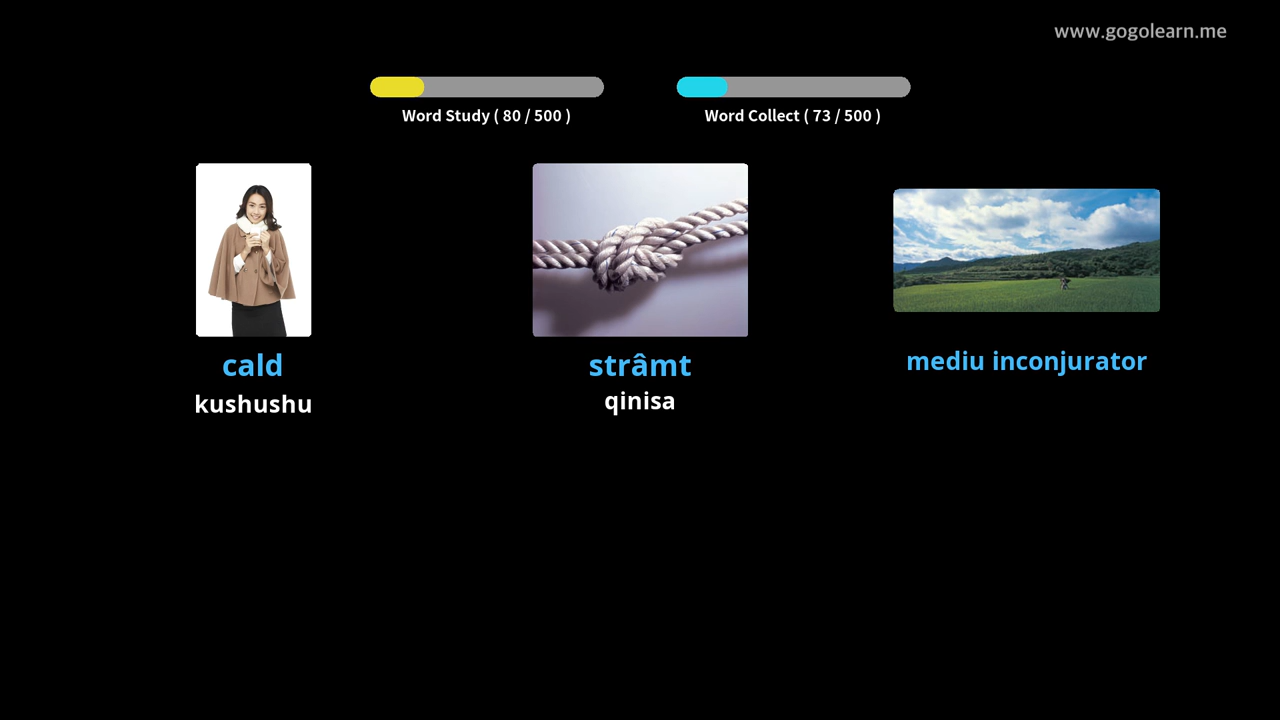 www.gogolearn.me
Word Study ( 80 / 500 )
Word Collect ( 73 / 500 )
cald
kushushu
strâmt
qinisa
mediu inconjurator